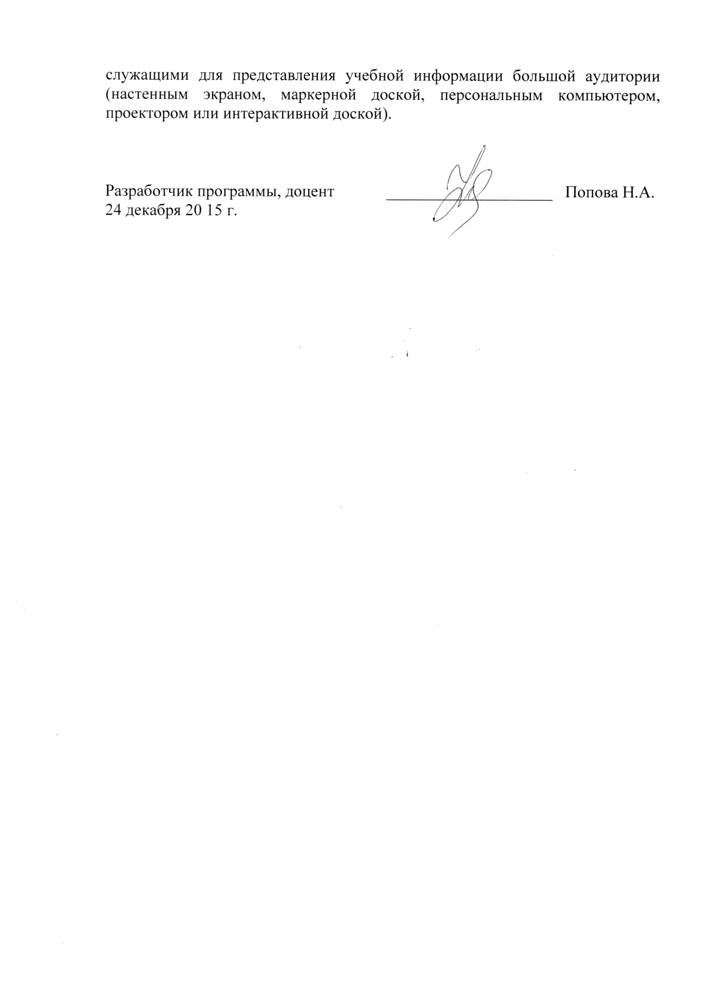 служащими для представления учебной информации большой аудитории
(настенным экраном, маркерной доской, персональным компьютером,
проектором или интерактивной доской).
Разработчик программы, доцент Попова Н.А.
24 декабря 20 15 г.